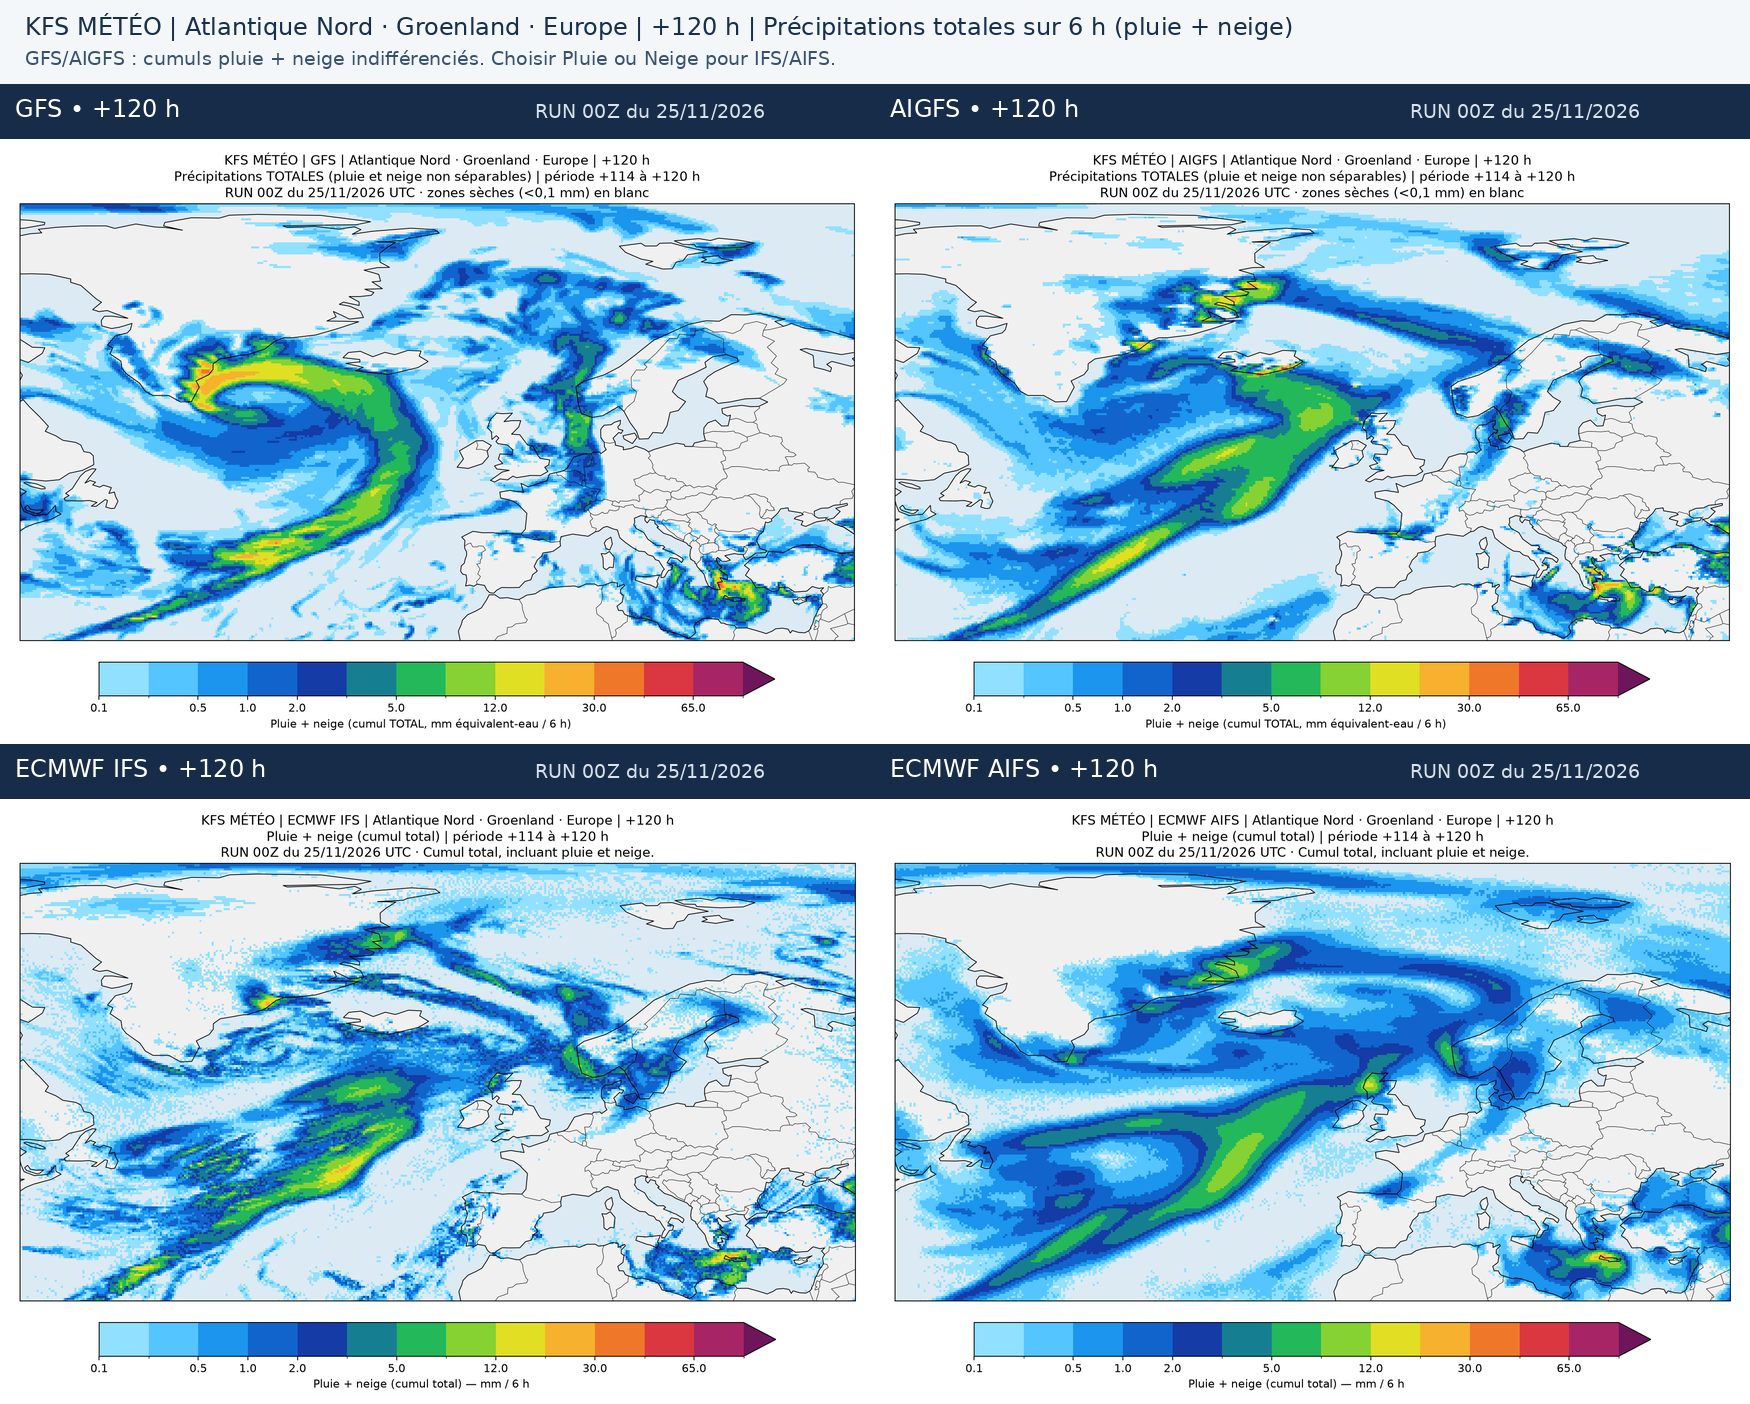 KFS MÉTÉO | Atlantique Nord · Groenland · Europe | +120 h | Précipitations totales sur 6 h (pluie + neige)
GFS/AIGFS : cumuls pluie + neige indifférenciés. Choisir Pluie ou Neige pour IFS/AIFS.
GFS • +120 h
RUN 00Z du 25/11/2026
AIGFS • +120 h
RUN 00Z du 25/11/2026
KFS MÉTÉO | GFS | Atlantique Nord · Groenland · Europe | +120 h
Précipitations TOTALES (pluie et neige non séparables) | période +114 à +120 h
RUN 00Z du 25/11/2026 UTC · zones sèches (<0,1 mm) en blanc
KFS MÉTÉO | AIGFS | Atlantique Nord · Groenland · Europe | +120 h
Précipitations TOTALES (pluie et neige non séparables) | période +114 à +120 h
RUN 00Z du 25/11/2026 UTC · zones sèches (<0,1 mm) en blanc
0.1 0.5 1.0 2.0 5.0 12.0 30.0 65.0
Pluie + neige (cumul TOTAL, mm équivalent-eau / 6 h)
0.1 0.5 1.0 2.0 5.0 12.0 30.0 65.0
Pluie + neige (cumul TOTAL, mm équivalent-eau / 6 h)
ECMWF IFS • +120 h
RUN 00Z du 25/11/2026
ECMWF AIFS • +120 h
RUN 00Z du 25/11/2026
KFS MÉTÉO | ECMWF IFS | Atlantique Nord · Groenland · Europe | +120 h
Pluie + neige (cumul total) | période +114 à +120 h
RUN 00Z du 25/11/2026 UTC · Cumul total, incluant pluie et neige.
KFS MÉTÉO | ECMWF AIFS | Atlantique Nord · Groenland · Europe | +120 h
Pluie + neige (cumul total) | période +114 à +120 h
RUN 00Z du 25/11/2026 UTC · Cumul total, incluant pluie et neige.
0.1 0.5 1.0 2.0 5.0 12.0 30.0 65.0
Pluie + neige (cumul total) — mm / 6 h
0.1 0.5 1.0 2.0 5.0 12.0 30.0 65.0
Pluie + neige (cumul total) — mm / 6 h